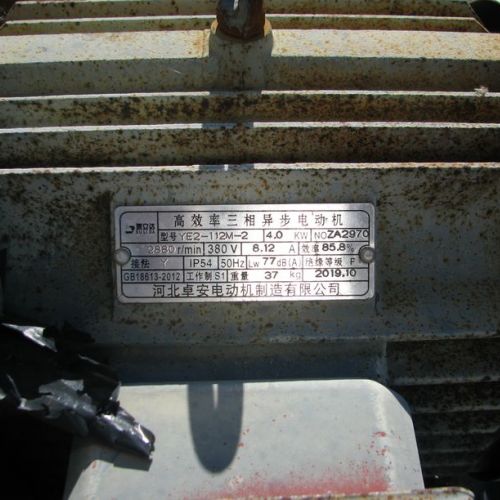 高效率三相异步电动机
型号 YE2-112M-2 4.0 KW NO ZA2970
2880 r/min 380 V 8.12 A 效率 85.8%
接法 Y IP54 50Hz Lw 77 dB(A) 绝缘等级 F
GB18613-2012 工作制 S1 重量 37 kg 2019.10
河北卓安电动机制造有限公司